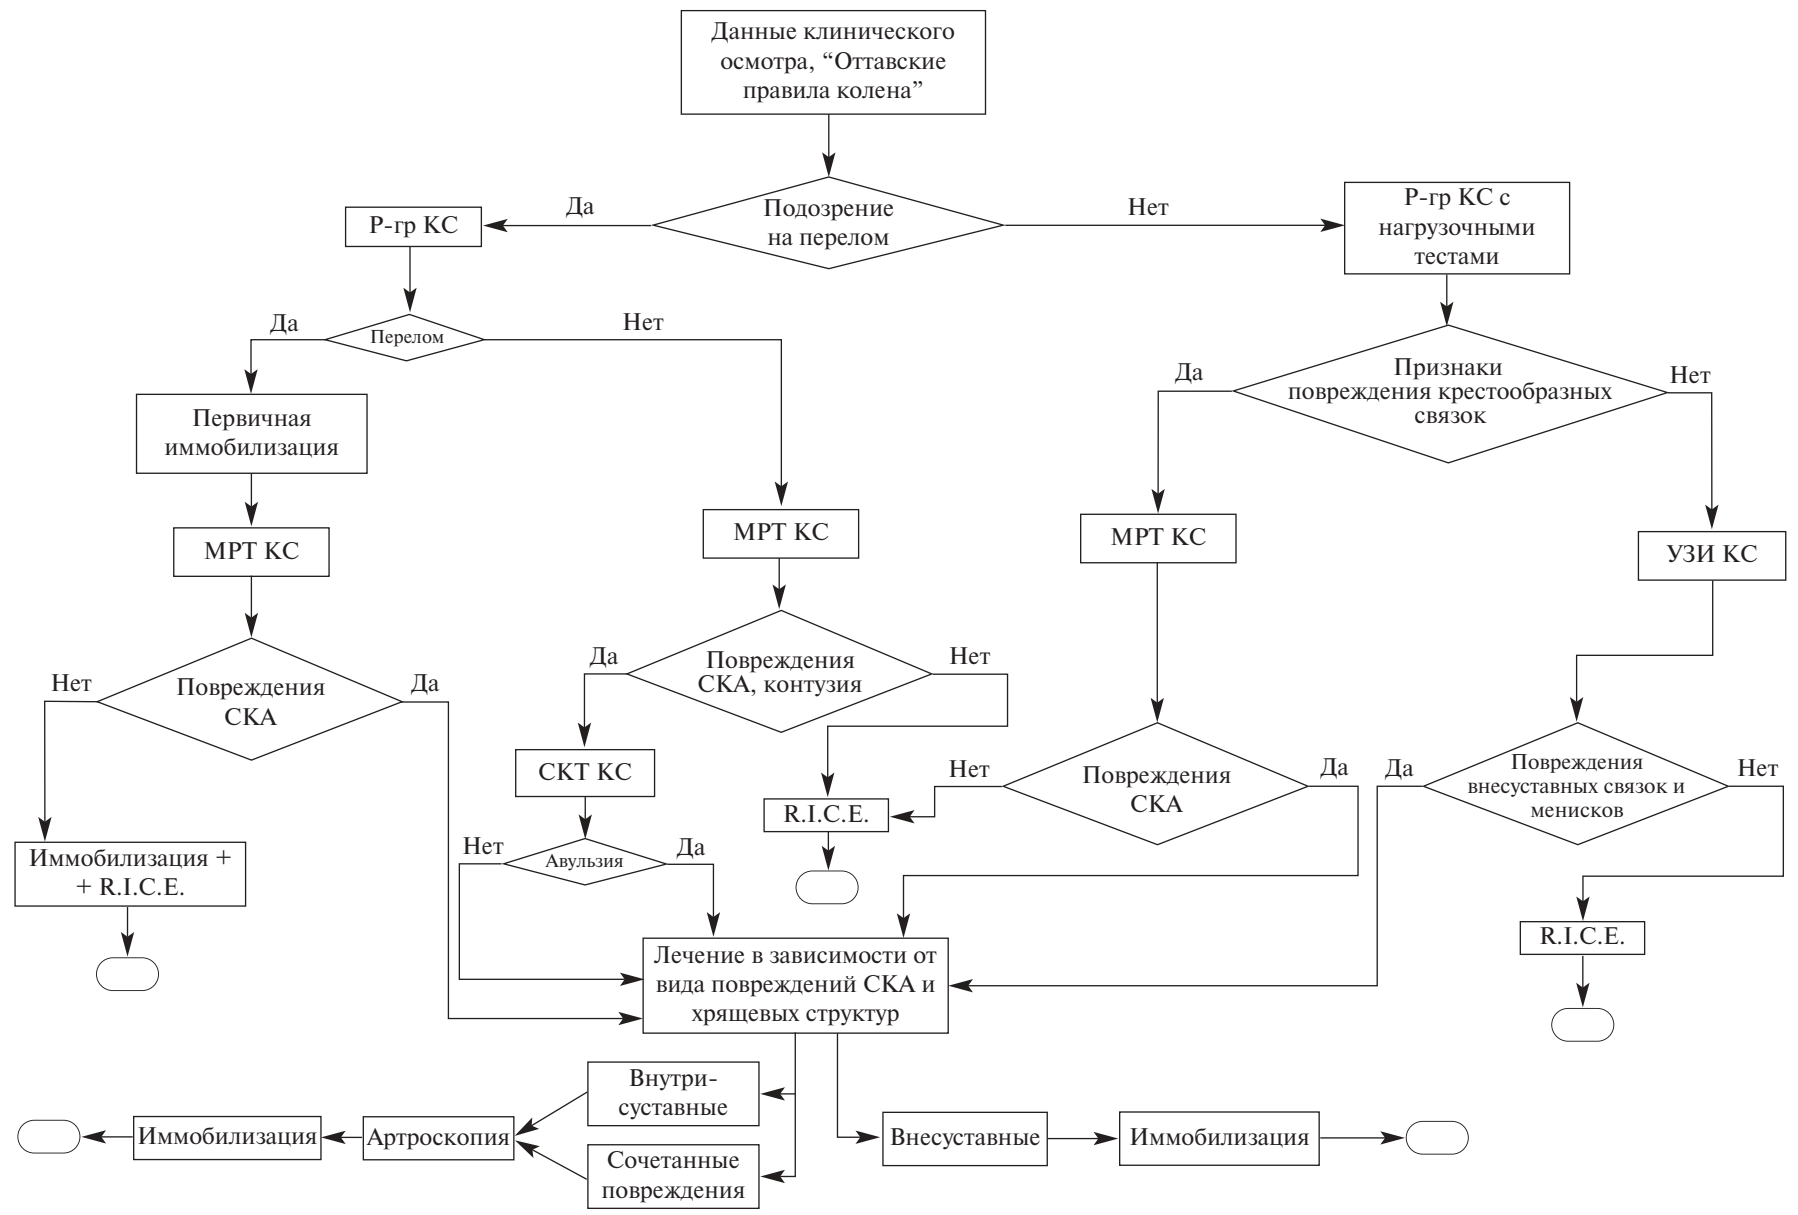 Данные клинического
осмотра, “Оттавские
правила колена”
Подозрение
на перелом
Да
Нет
Р-гр КС
Р-гр КС с
нагрузочными
тестами
Перелом
Да
Нет
Признаки
повреждения крестообразных
связок
Да
Нет
Первичная
иммобилизация
МРТ КС
МРТ КС
МРТ КС
УЗИ КС
Повреждения
СКА
Нет
Да
Повреждения
СКА, контузия
Да
Нет
СКТ КС
R.I.C.E.
Повреждения
СКА
Нет
Да
Повреждения
внесуставных связок и
менисков
Да
Нет
Иммобилизация +
+ R.I.C.E.
Авульзия
Нет
Да
R.I.C.E.
Лечение в зависимости от
вида повреждений СКА и
хрящевых структур
Внутри-
суставные
Сочетанные
повреждения
Артроскопия
Иммобилизация
Внесуставные
Иммобилизация